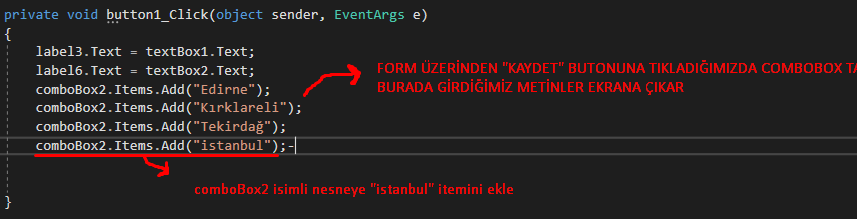 private void button1_Click(object sender, EventArgs e)
{
label3.Text = textBox1.Text;
label6.Text = textBox2.Text;
comboBox2.Items.Add("Edirne");
comboBox2.Items.Add("Kırklareli");
comboBox2.Items.Add("Tekirdağ");
comboBox2.Items.Add("istanbul");-
}
FORM ÜZERİNDEN "KAYDET" BUTONUNA TIKLADIĞIMIZDA COMBOBOX TA
BURADA GİRDİĞİMİZ METİNLER EKRANA ÇIKAR
comboBox2 isimli nesneye "istanbul" itemini ekle